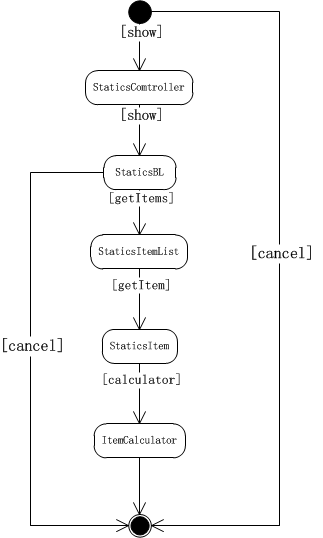 [show]
StaticsComtroller
[show]
StaticsBL
[getItems]
StaticsItemList
[cancel]
[getItem]
StaticsItem
[cancel]
[calculator]
ItemCalculator